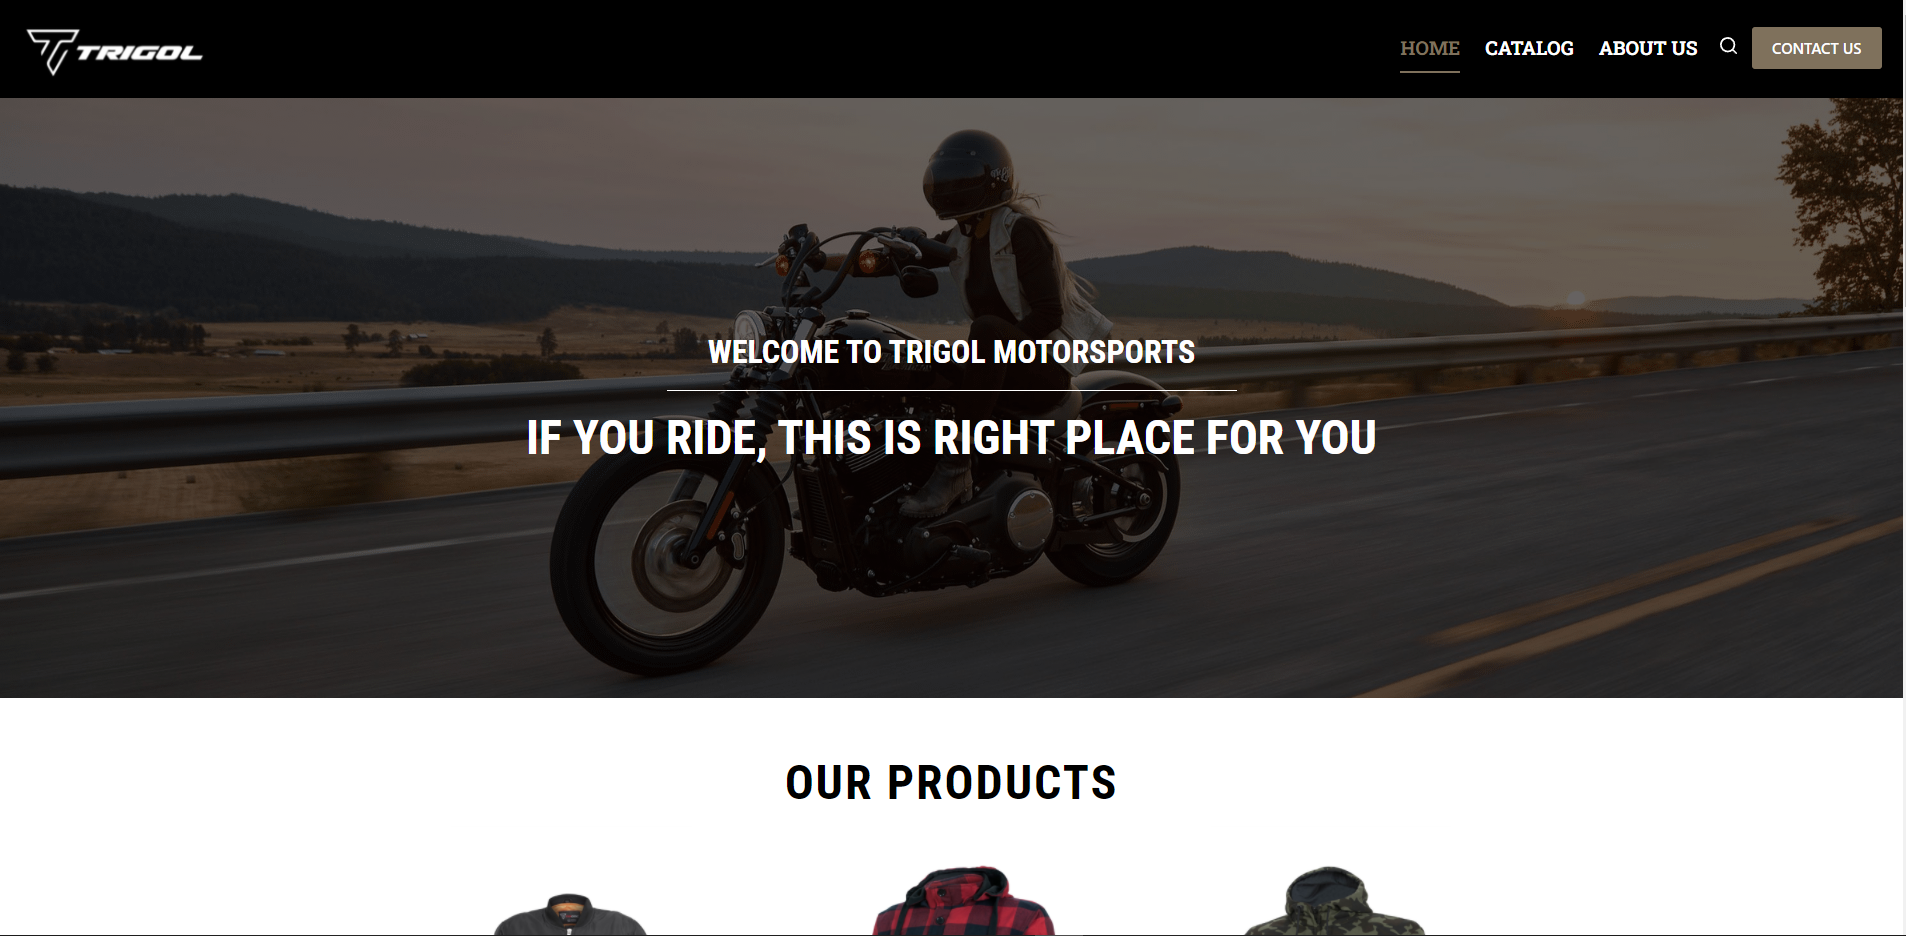 TRIGOL
HOME CATALOG ABOUT US CONTACT US
WELCOME TO TRIGOL MOTORSPORTS
IF YOU RIDE, THIS IS RIGHT PLACE FOR YOU
OUR PRODUCTS